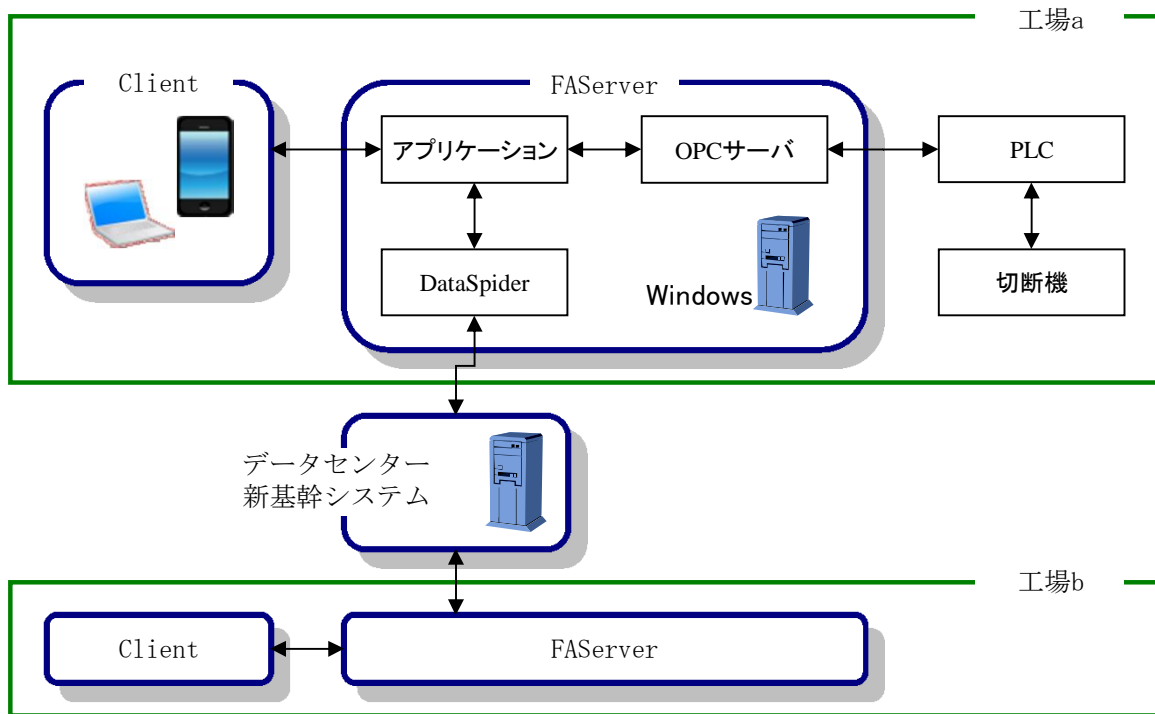 工場a
Client
FAServer
アプリケーション
OPCサーバ
PLC
DataSpider
Windows
切断機
データセンター
新基幹システム
工場b
Client
FAServer